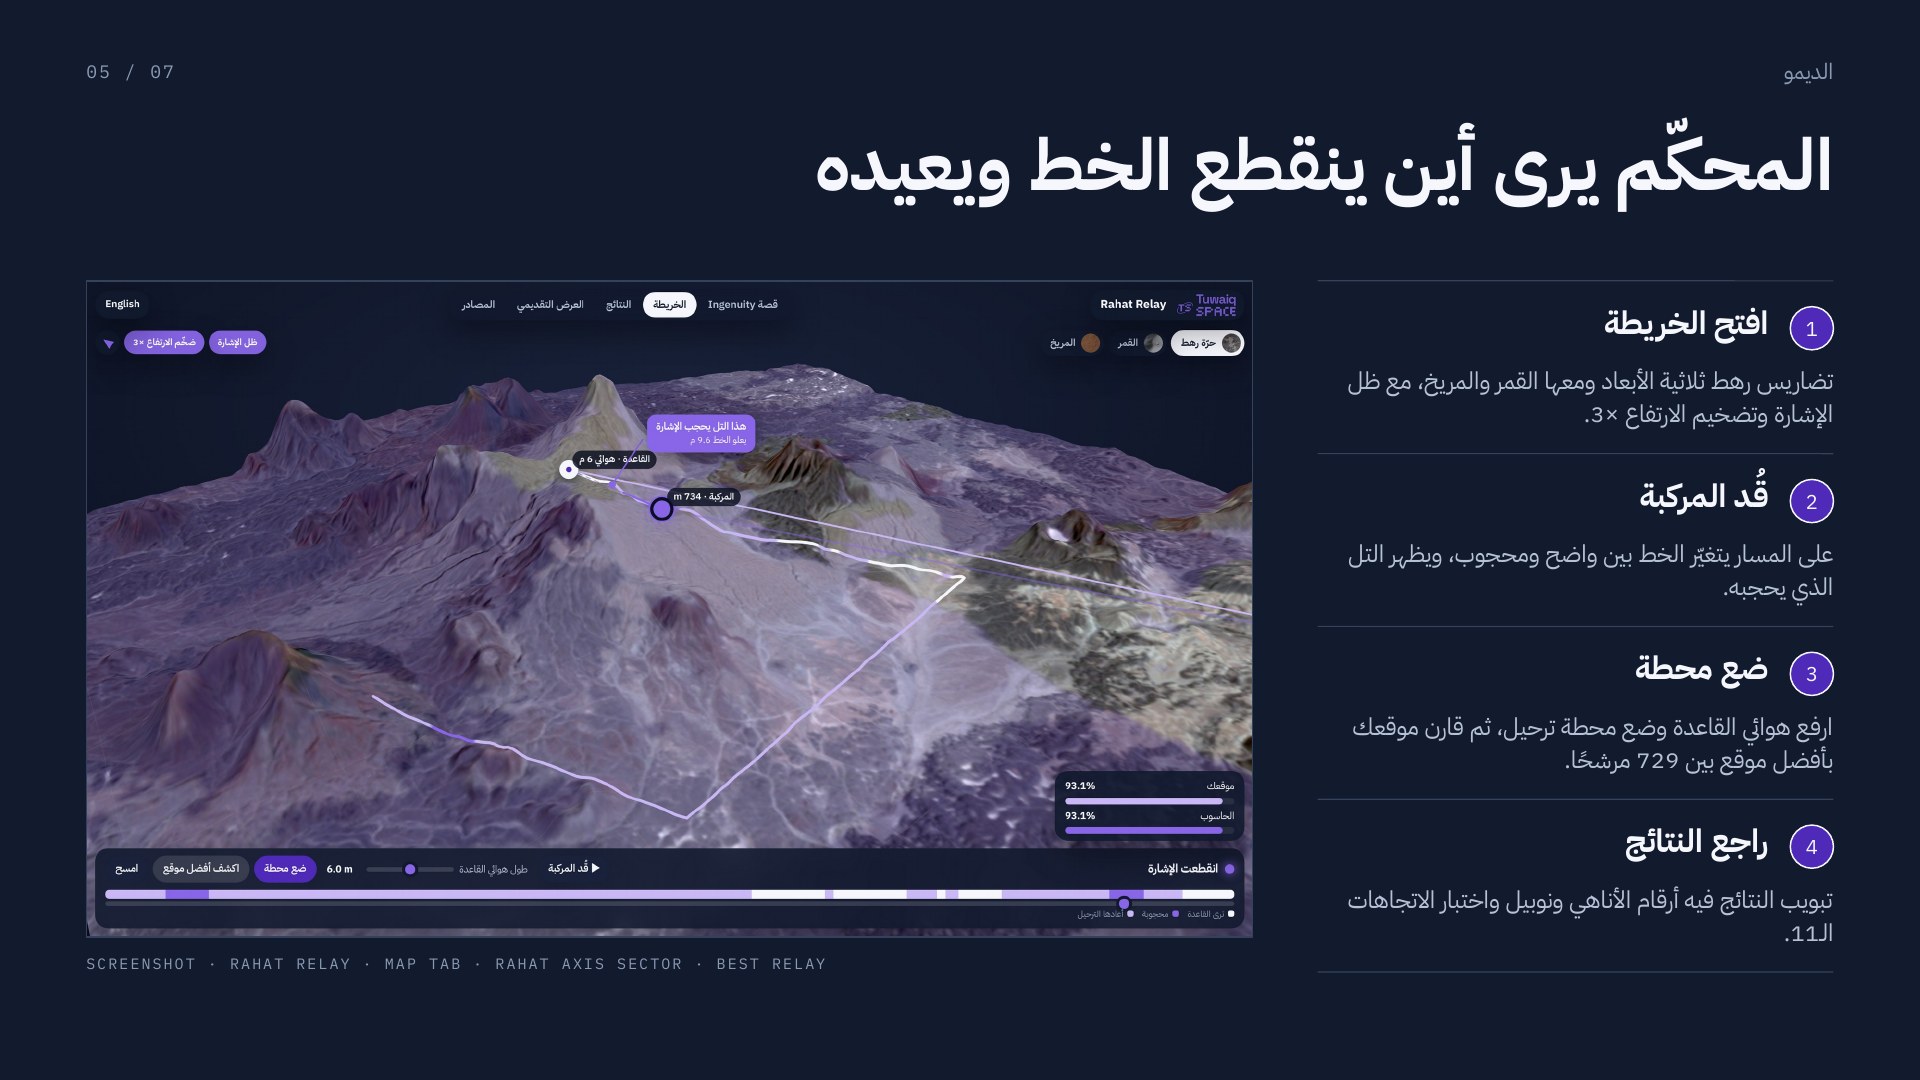 الديمو
05 / 07
المحكّم يرى أين ينقطع الخط ويعيده
1
افتح الخريطة
تضاريس رهط ثلاثية الأبعاد ومعها القمر والمريخ، مع ظل
الإشارة وتضخيم الارتفاع ×3.
2
قُد المركبة
على المسار يتغيّر الخط بين واضح ومحجوب، ويظهر التل
الذي يحجبه.
3
ضع محطة
ارفع هوائي القاعدة وضع محطة ترحيل، ثم قارن موقعك
بأفضل موقع بين 729 مرشحًا.
4
راجع النتائج
تبويب النتائج فيه أرقام الأناهي ونوبيل واختبار الاتجاهات
الـ11.
Tuwaiq
SPACE
TS
Rahat Relay
قصة Ingenuity
الخريطة
النتائج
العرض التقديمي
المصادر
English
حرّة رهط
القمر
المريخ
ظل الإشارة
ضخّم الارتفاع ×3
هذا التل يحجب الإشارة
يعلو الخط 9.6 م
القاعدة · هوائي 6 م
المركبة · 734 m
موقعك 93.1%
الحاسوب 93.1%
انقطعت الإشارة
قُد المركبة
طول هوائي القاعدة
6.0 m
ضع محطة
اكشف أفضل موقع
امسح
ترى القاعدة
محجوبة
أعادها الترحيل
SCREENSHOT · RAHAT RELAY · MAP TAB · RAHAT AXIS SECTOR · BEST RELAY